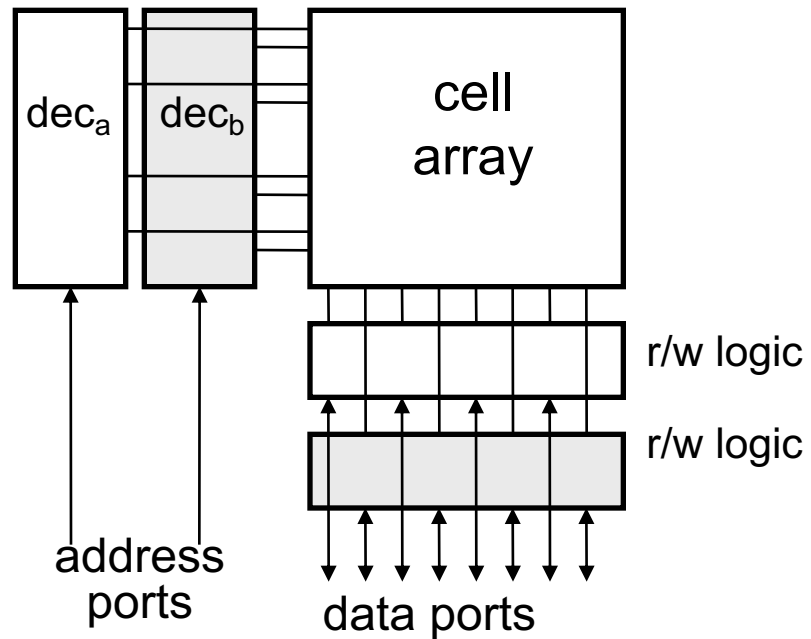 dec_a
dec_b
cell
array
r/w logic
r/w logic
address
ports
data ports